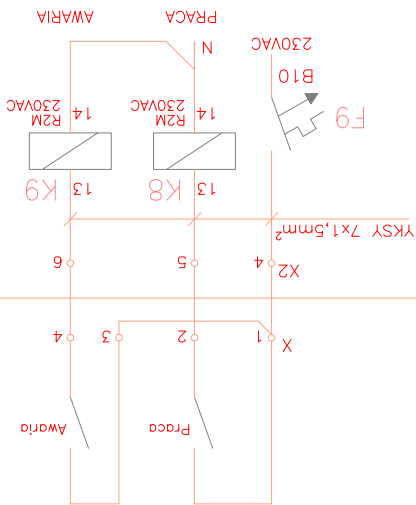 Praca
Awaria
X
1
2
3
4
X2
4
5
6
YKSY 7x1,5mm²
13
K8
13
K9
F9
14
R2M
230VAC
14
R2M
230VAC
B10
230VAC
N
PRACA
AWARIA